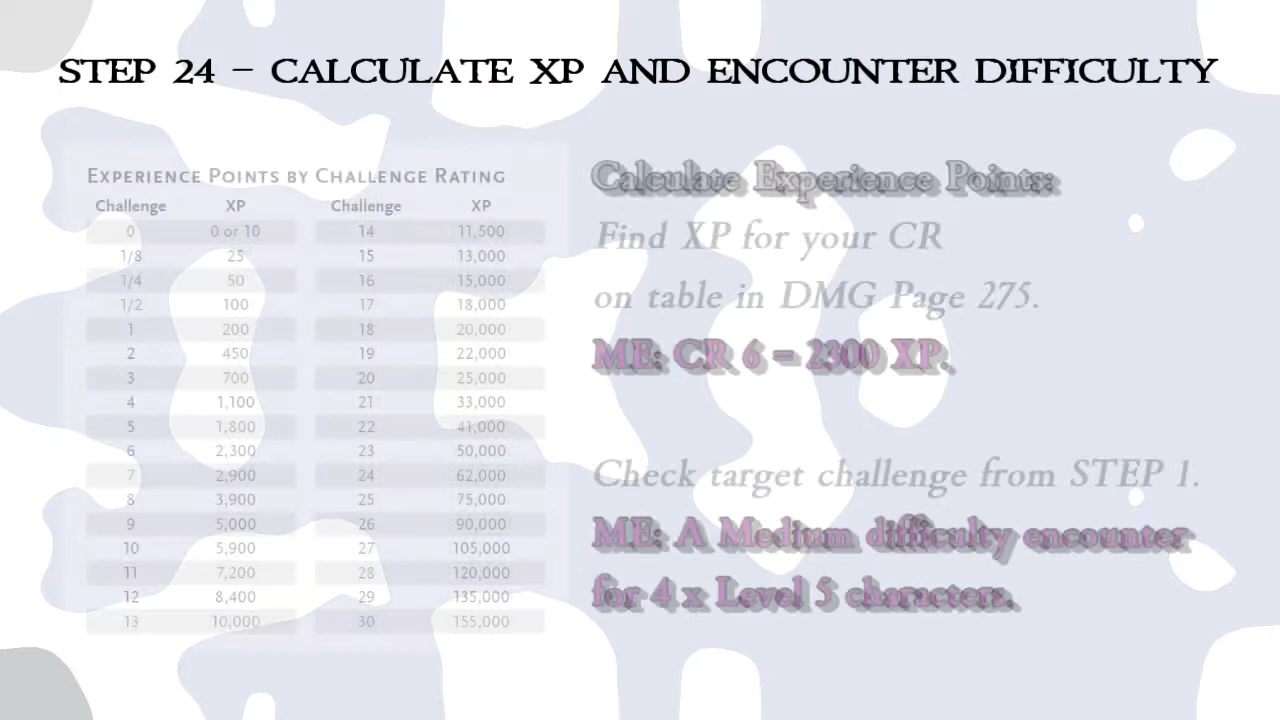 STEP 24 – CALCULATE XP AND ENCOUNTER DIFFICULTY
EXPERIENCE POINTS BY CHALLENGE RATING
Challenge XP Challenge XP
0 0 or 10 14 11,500
1/8 25 15 13,000
1/4 50 16 15,000
1/2 100 17 18,000
1 200 18 20,000
2 450 19 22,000
3 700 20 25,000
4 1,100 21 33,000
5 1,800 22 41,000
6 2,300 23 50,000
7 2,900 24 62,000
8 3,900 25 75,000
9 5,000 26 90,000
10 5,900 27 105,000
11 7,200 28 120,000
12 8,400 29 135,000
13 10,000 30 155,000
Calculate Experience Points:
Find XP for your CR
on table in DMG Page 275.
ME: CR 6 = 2300 XP.
Check target challenge from STEP 1.
ME: A Medium difficulty encounter
for 4 x Level 5 characters.